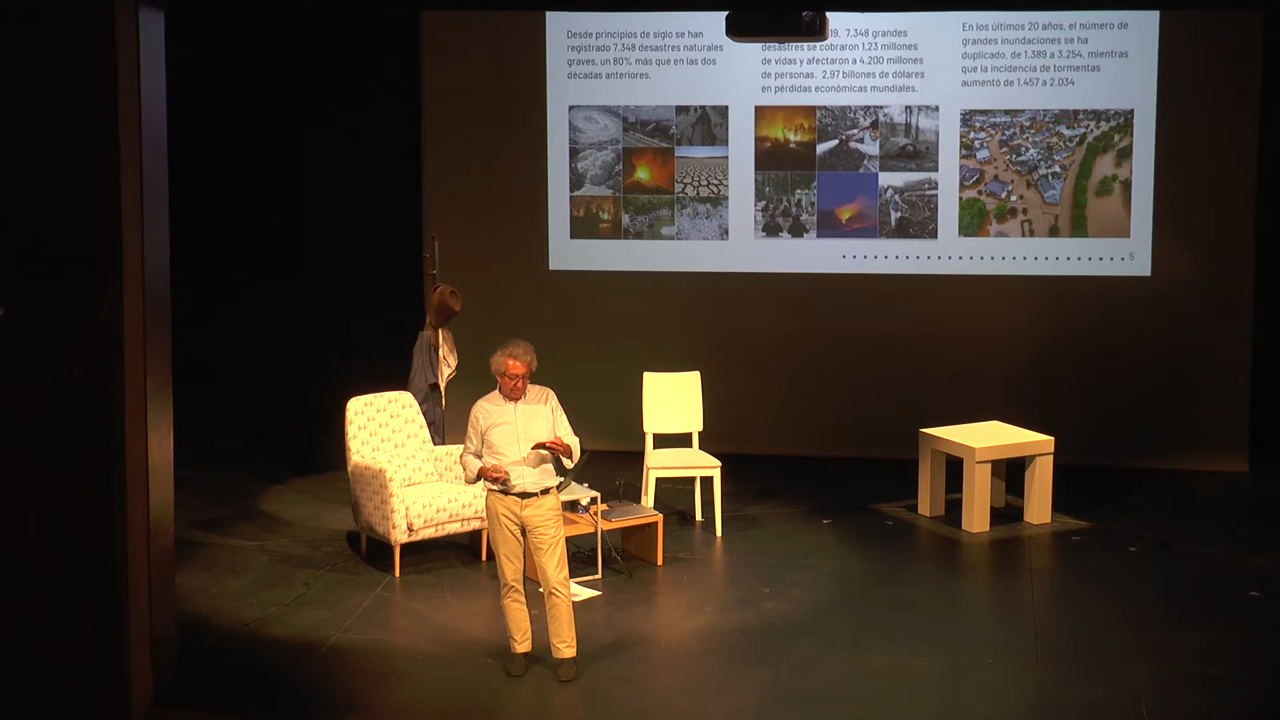 Desde principios de siglo se han
registrado 7.348 desastres naturales
graves, un 80% más que en las dos
décadas anteriores.
19, 7.348 grandes
desastres se cobraron 1,23 millones
de vidas y afectaron a 4.200 millones
de personas. 2,97 billones de dólares
en pérdidas económicas mundiales.
En los últimos 20 años, el número de
grandes inundaciones se ha
duplicado, de 1.389 a 3.254, mientras
que la incidencia de tormentas
aumentó de 1.457 a 2.034
5